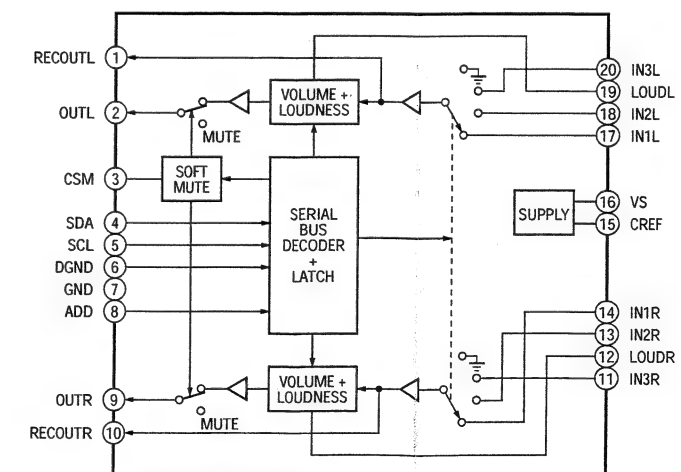 RECOUTL 1
OUTL 2
CSM 3
SDA 4
SCL 5
DGND 6
GND 7
ADD 8
OUTR 9
RECOUTR 10
VOLUME +
LOUDNESS
MUTE
SOFT
MUTE
SERIAL
BUS
DECODER
+
LATCH
VOLUME +
LOUDNESS
MUTE
SUPPLY
20 IN3L
19 LOUDL
18 IN2L
17 IN1L
16 VS
15 CREF
14 IN1R
13 IN2R
12 LOUDR
11 IN3R